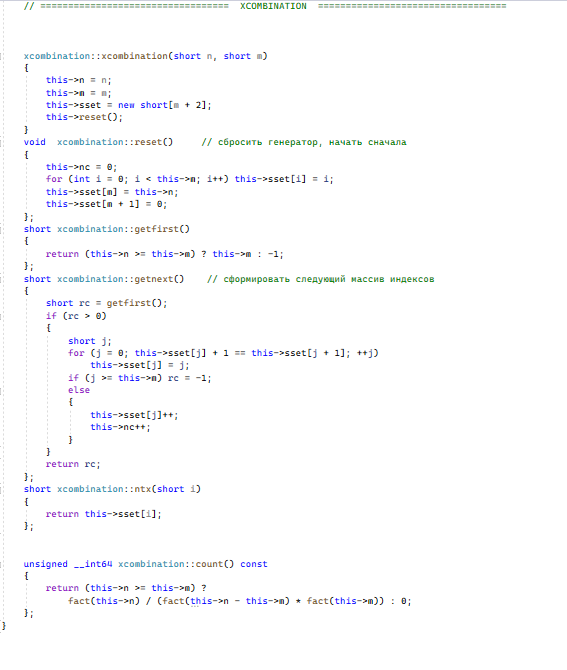 // ================================== XCOMBINATION ==================================
xcombination::xcombination(short n, short m)
{
this->n = n;
this->m = m;
this->sset = new short[m + 2];
this->reset();
}
void  xcombination::reset()     // сбросить генератор, начать сначала
{
this->nc = 0;
for (int i = 0; i < this->m; i++) this->sset[i] = i;
this->sset[m] = this->n;
this->sset[m + 1] = 0;
};
short xcombination::getfirst()
{
return (this->n >= this->m) ? this->m : -1;
};
short xcombination::getnext()    // сформировать следующий массив индексов
{
short rc = getfirst();
if (rc > 0)
{
short j;
for (j = 0; this->sset[j] + 1 == this->sset[j + 1]; ++j)
this->sset[j] = j;
if (j >= this->m) rc = -1;
else
{
this->sset[j]++;
this->nc++;
}
}
return rc;
};
short xcombination::ntx(short i)
{
return this->sset[i];
};
unsigned __int64 xcombination::count() const
{
return (this->n >= this->m) ?
fact(this->n) / (fact(this->n - this->m) * fact(this->m)) : 0;
};
}